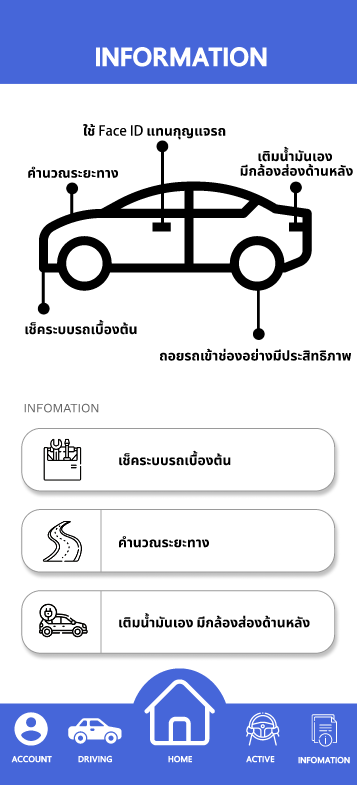 INFORMATION
ใช้ Face ID แทนกุญแจรถ
เติมน้ำมันเอง
มีกล้องส่องด้านหลัง
คำนวณระยะทาง
เช็คระบบรถเบื้องต้น
ถอยรถเข้าช่องอย่างมีประสิทธิภาพ
INFOMATION
เช็คระบบรถเบื้องต้น
คำนวณระยะทาง
เติมน้ำมันเอง มีกล้องส่องด้านหลัง
ACCOUNT
DRIVING
HOME
ACTIVE
INFOMATION